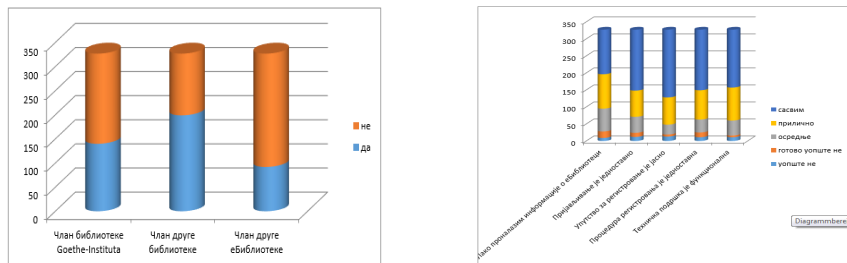 350
300
250
200
150
100
50
0
не
да
Члан библиотеке
Goethe-Instituta
Члан друге
библиотеке
Члан друге
еБиблиотеке
350
300
250
200
150
100
50
0
сасвим
прилично
осредње
готово уопште не
уопште не
лако проналазим информације о еБиблиотеци
Пријављивање је једноставно
Упутство за регистровање је јасно
Процедура регистровања је једноставна
Техничка подршка је функционална
Diagrammbere